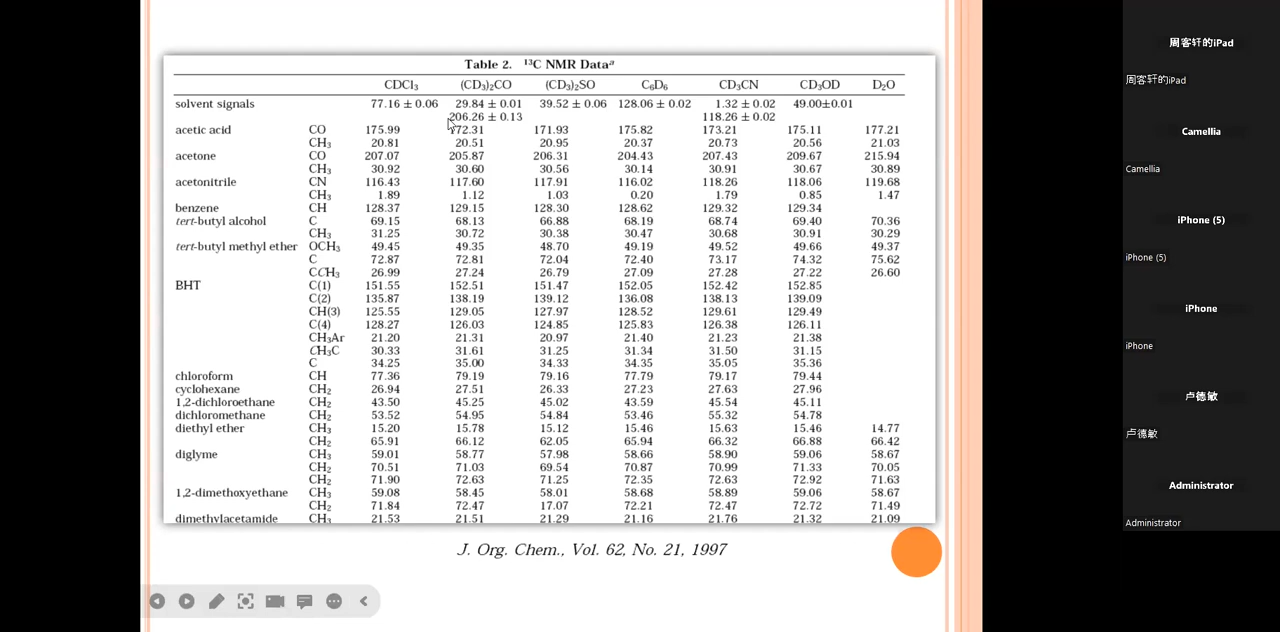 Table 2. ¹³C NMR Dataᵃ
CDCl₃ (CD₃)₂CO (CD₃)₂SO C₆D₆ CD₃CN CD₃OD D₂O
solvent signals 77.16 ± 0.06 29.84 ± 0.01 39.52 ± 0.06 128.06 ± 0.02 1.32 ± 0.02 49.00±0.01
206.26 ± 0.13 118.26 ± 0.02
acetic acid CO 175.99 172.31 171.93 175.82 173.21 175.11 177.21
CH₃ 20.81 20.51 20.95 20.37 20.73 20.56 21.03
acetone CO 207.07 205.87 206.31 204.43 207.43 209.67 215.94
CH₃ 30.92 30.60 30.56 30.14 30.91 30.67 30.89
acetonitrile CN 116.43 117.60 117.91 116.02 118.26 118.06 119.68
CH₃ 1.89 1.12 1.03 0.20 1.79 0.85 1.47
benzene CH 128.37 129.15 128.30 128.62 129.32 129.34
tert-butyl alcohol C 69.15 68.13 66.88 68.19 68.74 69.40 70.36
CH₃ 31.25 30.72 30.38 30.47 30.68 30.91 30.29
tert-butyl methyl ether OCH₃ 49.45 49.35 48.70 49.19 49.52 49.66 49.37
C 72.87 72.81 72.04 72.40 73.17 74.32 75.62
CCH₃ 26.99 27.24 26.79 27.09 27.28 27.22 26.60
BHT C(1) 151.55 152.51 151.47 152.05 152.42 152.85
C(2) 135.87 138.19 139.12 136.08 138.13 139.09
CH(3) 125.55 129.05 127.97 128.52 129.61 129.49
C(4) 128.27 126.03 124.85 125.83 126.38 126.11
CH₃Ar 21.20 21.31 20.97 21.40 21.23 21.38
CH₃C 30.33 31.61 31.25 31.34 31.50 31.15
C 34.25 35.00 34.33 34.35 35.05 35.36
chloroform CH 77.36 79.19 79.16 77.79 79.17 79.44
cyclohexane CH₂ 26.94 27.51 26.33 27.23 27.63 27.96
1,2-dichloroethane CH₂ 43.50 45.25 45.02 43.59 45.54 45.11
dichloromethane CH₂ 53.52 54.95 54.84 53.46 55.32 54.78
diethyl ether CH₃ 15.20 15.78 15.12 15.46 15.63 15.46 14.77
CH₂ 65.91 66.12 62.05 65.94 66.32 66.88 66.42
diglyme CH₃ 59.01 58.77 57.98 58.66 58.90 59.06 58.67
CH₂ 70.51 71.03 69.54 70.87 70.99 71.33 70.05
CH₂ 71.90 72.63 71.25 72.35 72.63 72.92 71.63
1,2-dimethoxyethane CH₃ 59.08 58.45 58.01 58.68 58.89 59.06 58.67
CH₂ 71.84 72.47 17.07 72.21 72.47 72.72 71.49
dimethylacetamide CH₃ 21.53 21.51 21.29 21.16 21.76 21.32 21.09
J. Org. Chem., Vol. 62, No. 21, 1997
周客轩的iPad
周客轩的iPad
Camellia
Camellia
iPhone (5)
iPhone (5)
iPhone
iPhone
卢德敏
卢德敏
Administrator
Administrator